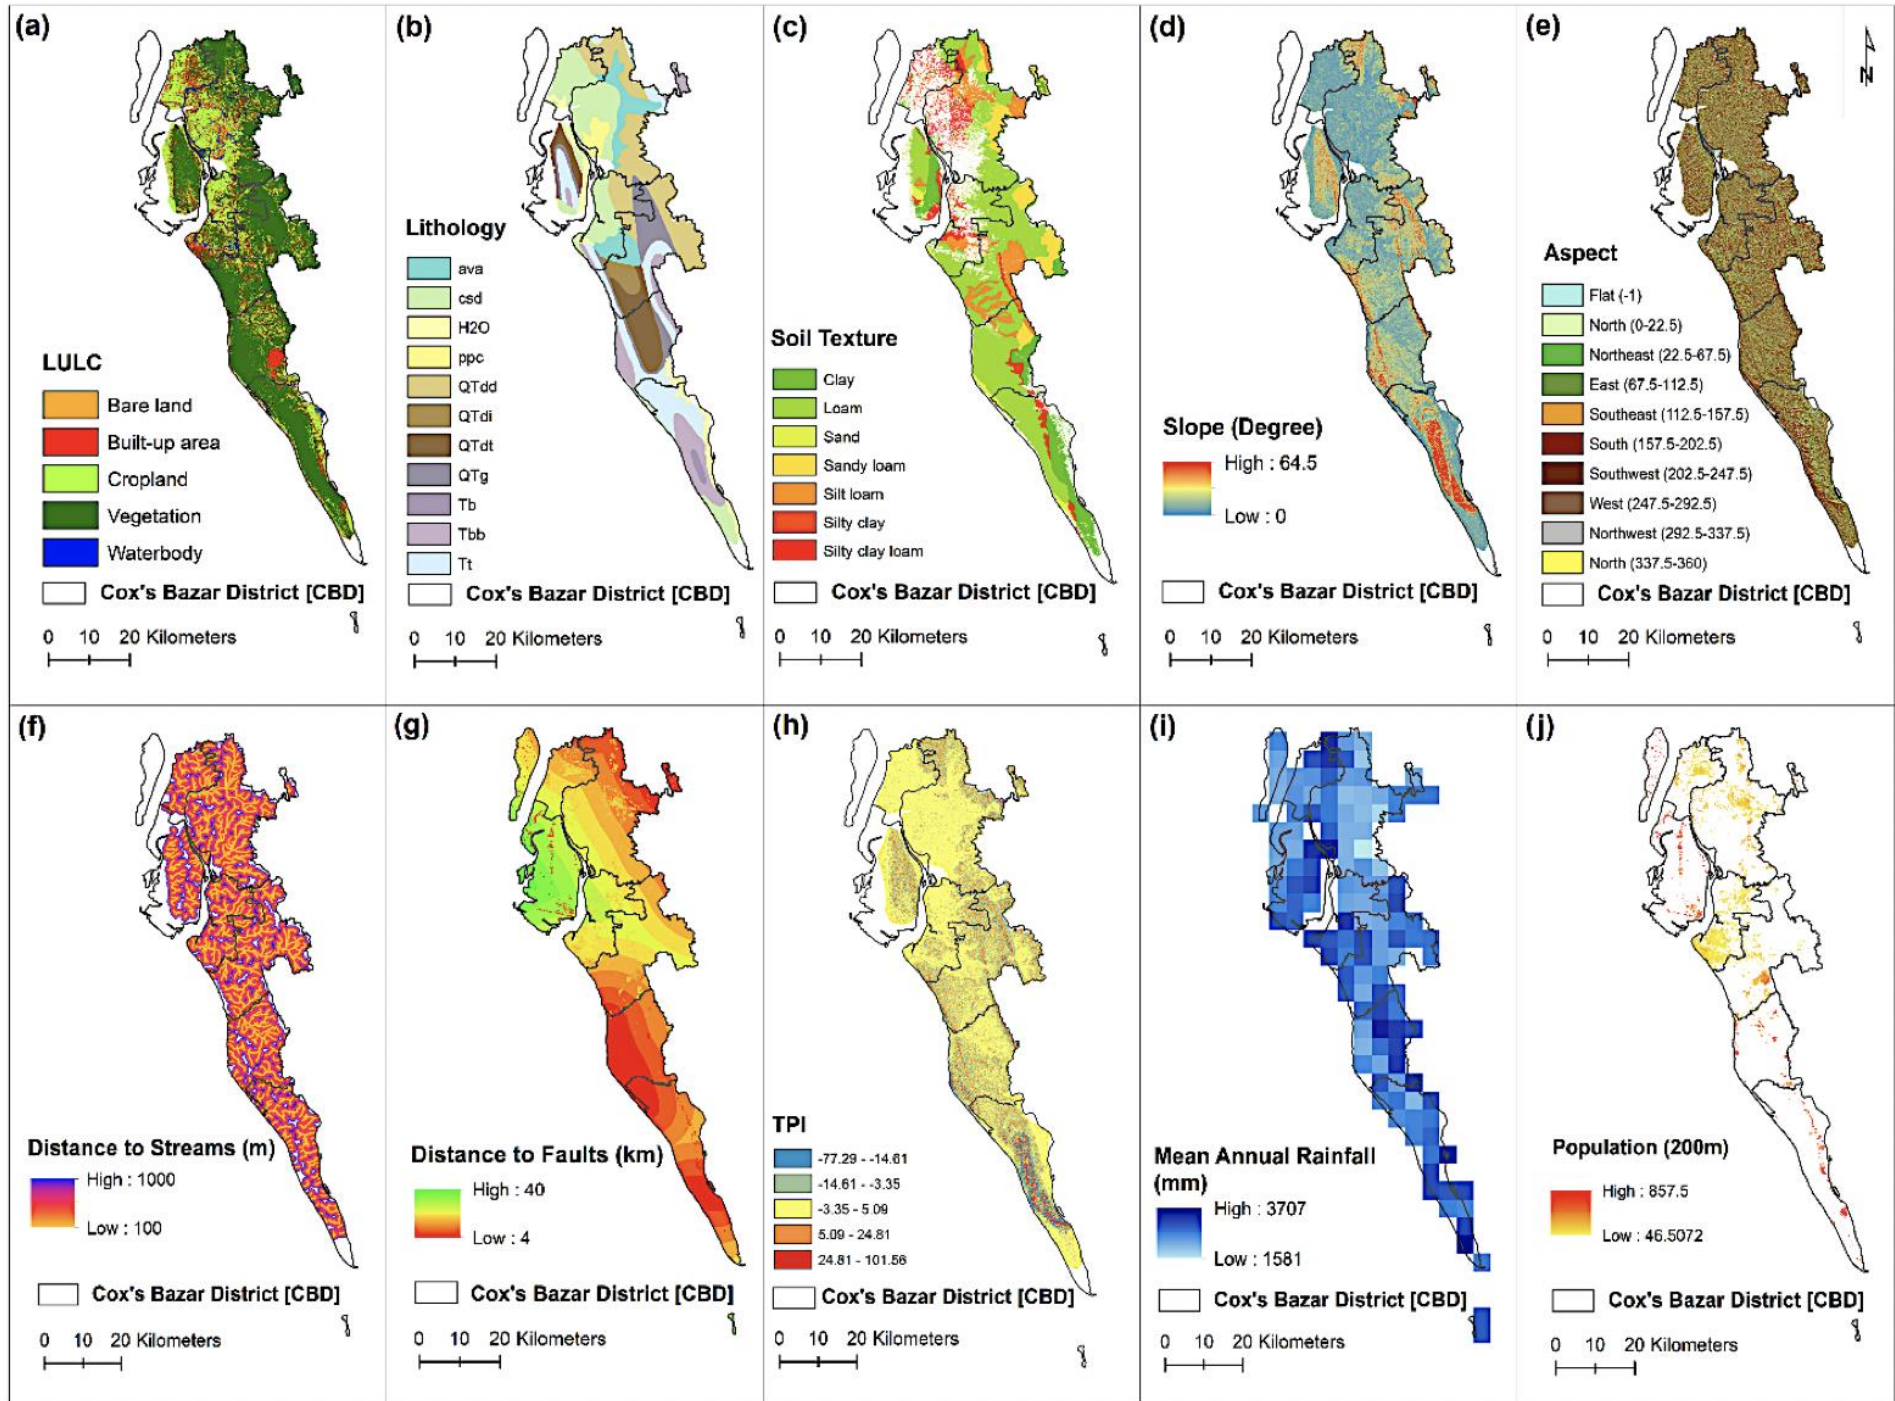 (a)
LULC
Bare land
Built-up area
Cropland
Vegetation
Waterbody
Cox's Bazar District [CBD]
0 10 20 Kilometers
(b)
Lithology
ava
csd
H2O
ppc
QTdd
QTdi
QTdt
QTg
Tb
Tbb
Tt
Cox's Bazar District [CBD]
0 10 20 Kilometers
(c)
Soil Texture
Clay
Loam
Sand
Sandy loam
Silt loam
Silty clay
Silty clay loam
Cox's Bazar District [CBD]
0 10 20 Kilometers
(d)
Slope (Degree)
High : 64.5
Low : 0
Cox's Bazar District [CBD]
0 10 20 Kilometers
(e)
N
Aspect
Flat (-1)
North (0-22.5)
Northeast (22.5-67.5)
East (67.5-112.5)
Southeast (112.5-157.5)
South (157.5-202.5)
Southwest (202.5-247.5)
West (247.5-292.5)
Northwest (292.5-337.5)
North (337.5-360)
Cox's Bazar District [CBD]
0 10 20 Kilometers
(f)
Distance to Streams (m)
High : 1000
Low : 100
Cox's Bazar District [CBD]
0 10 20 Kilometers
(g)
Distance to Faults (km)
High : 40
Low : 4
Cox's Bazar District [CBD]
0 10 20 Kilometers
(h)
TPI
-77.29 - -14.61
-14.61 - -3.35
-3.35 - 5.09
5.09 - 24.81
24.81 - 101.56
Cox's Bazar District [CBD]
0 10 20 Kilometers
(i)
Mean Annual Rainfall
(mm)
High : 3707
Low : 1581
Cox's Bazar District [CBD]
0 10 20 Kilometers
(j)
Population (200m)
High : 857.5
Low : 46.5072
Cox's Bazar District [CBD]
0 10 20 Kilometers